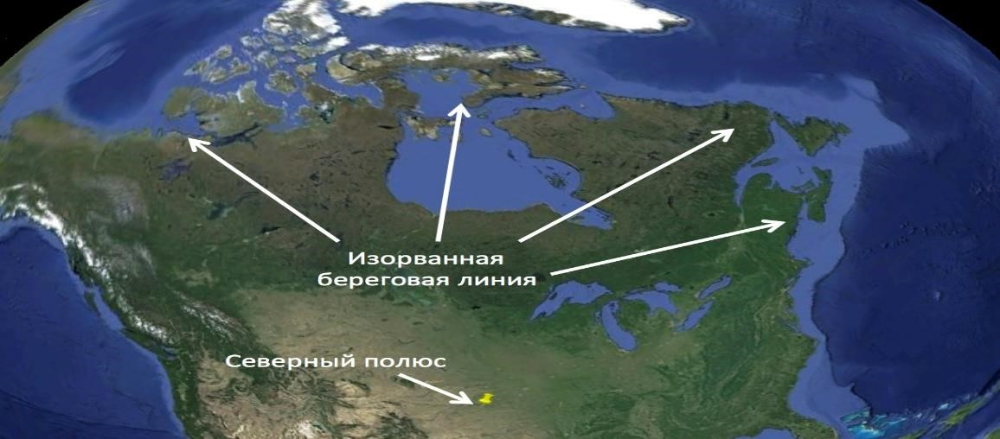 Изорванная
береговая линия
Северный полюс